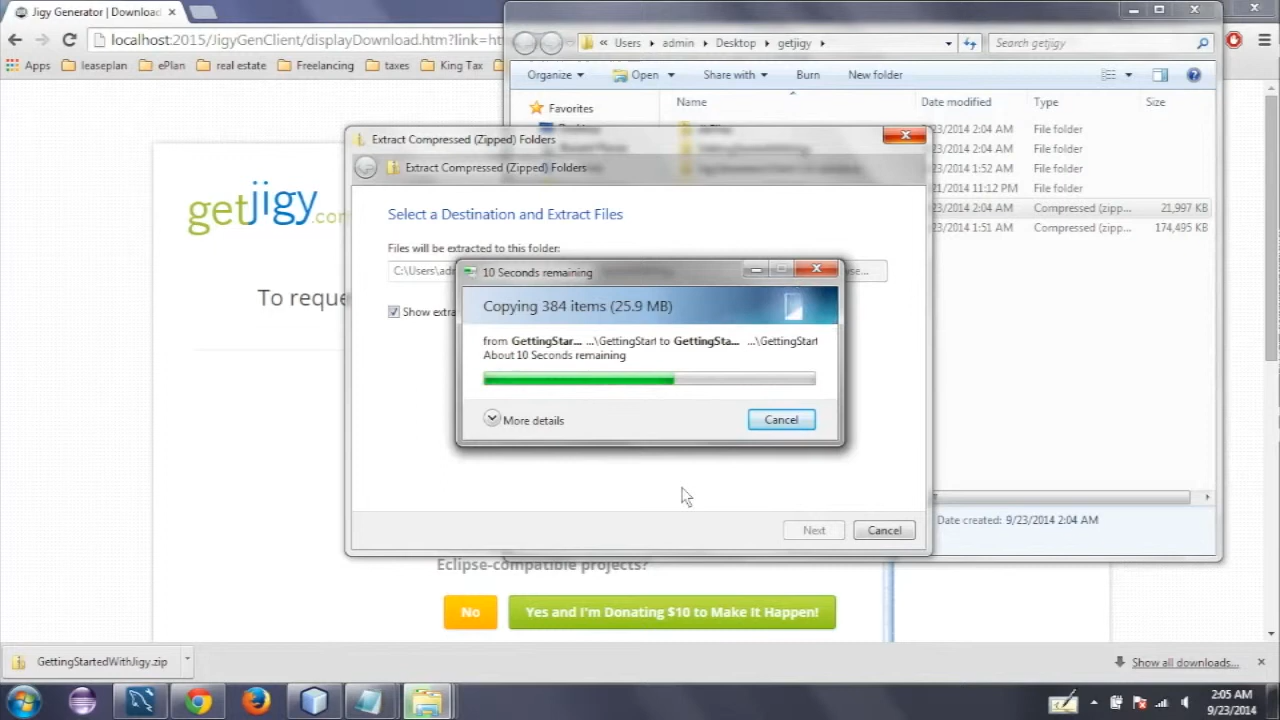 Jigy Generator | Download
localhost:2015/JigyGenClient/displayDownload.htm?link=ht
Apps leaseplan ePlan real estate Freelancing taxes King Tax
« Users admin Desktop getjigy
Search getjigy
Organize Open Share with Burn New folder
Favorites
Name Date modified Type Size
23/2014 2:04 AM File folder
23/2014 2:04 AM File folder
23/2014 1:52 AM File folder
21/2014 11:12 PM File folder
23/2014 2:04 AM Compressed (zipp... 21,997 KB
23/2014 1:51 AM Compressed (zipp... 174,495 KB
Date created: 9/23/2014 2:04 AM
getjigy.co
To reque
Extract Compressed (Zipped) Folders
Extract Compressed (Zipped) Folders
Select a Destination and Extract Files
Files will be extracted to this folder:
C:\Users\ad
Show extra
Next Cancel
10 Seconds remaining
Copying 384 items (25.9 MB)
from GettingStar... ...\GettingStart to GettingSta... ...\GettingStart
About 10 Seconds remaining
More details Cancel
Eclipse-compatible projects?
No Yes and I'm Donating $10 to Make It Happen!
GettingStartedWithJigy.zip
Show all downloads...
2:05 AM
9/23/2014